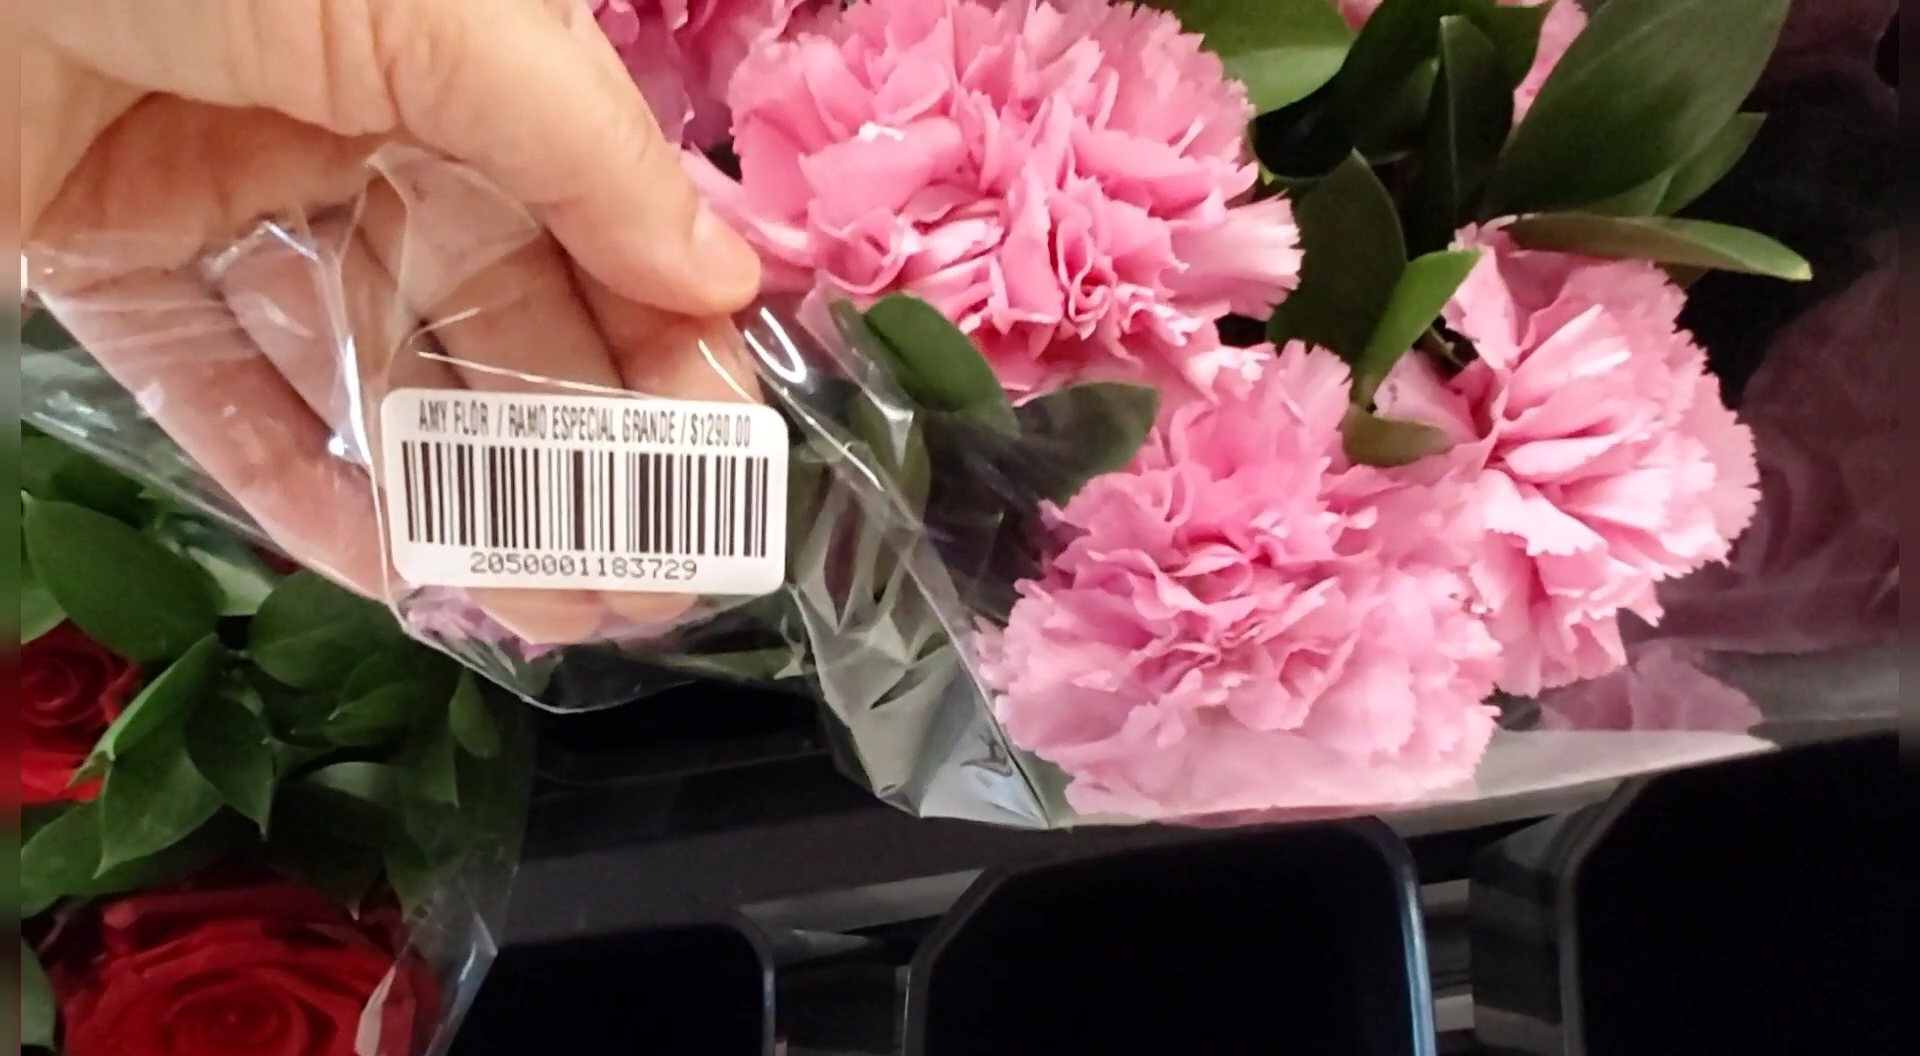 AMY FLOR / RAMO ESPECIAL GRANDE / $1290.00
2050001183729